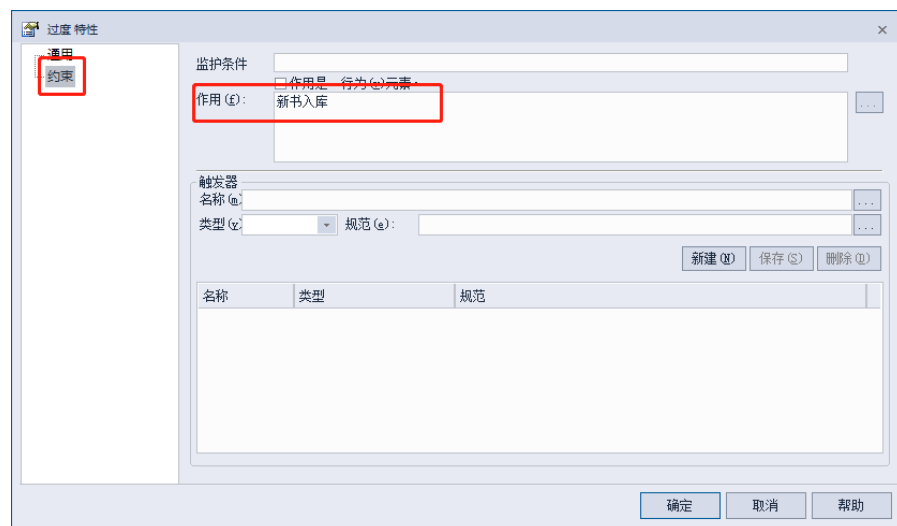 过度 特性
通用
约束
监护条件
作用是一行为(v)元素.
作用(f):
新书入库
...
触发器
名称(m)
...
类型(y)
规范(e):
...
新建(N)
保存(S)
删除(D)
名称
类型
规范
确定
取消
帮助